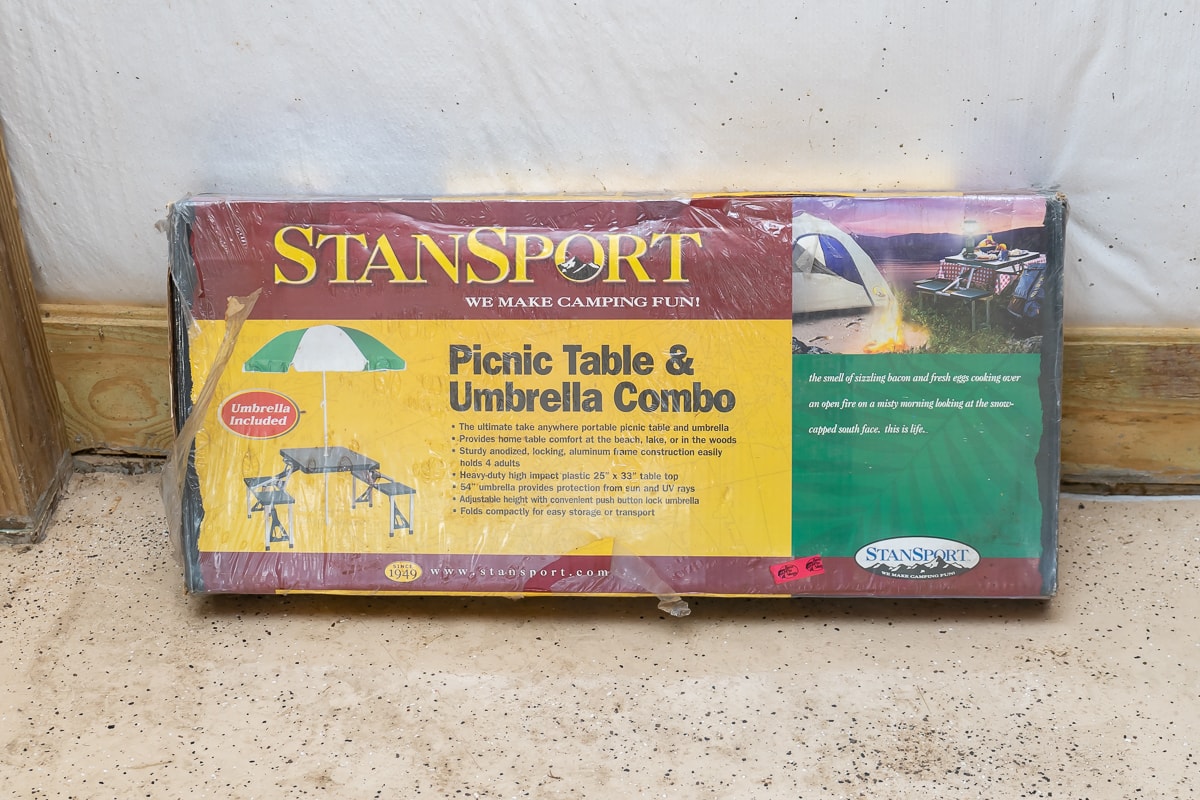 STANSPORT
WE MAKE CAMPING FUN!
Umbrella
Included
Picnic Table &
Umbrella Combo
• The ultimate take anywhere portable picnic table and umbrella
• Provides home table comfort at the beach, lake, or in the woods
• Sturdy anodized, locking, aluminum frame construction easily
holds 4 adults
• Heavy-duty high impact plastic 25" x 33" table top
• 54" umbrella provides protection from sun and UV rays
• Adjustable height with convenient push button lock umbrella
• Folds compactly for easy storage or transport
the smell of sizzling bacon and fresh eggs cooking over
an open fire on a misty morning looking at the snow-
capped south face. this is life.
SINCE
1949
www.stansport.com
STANSPORT
WE MAKE CAMPING FUN!